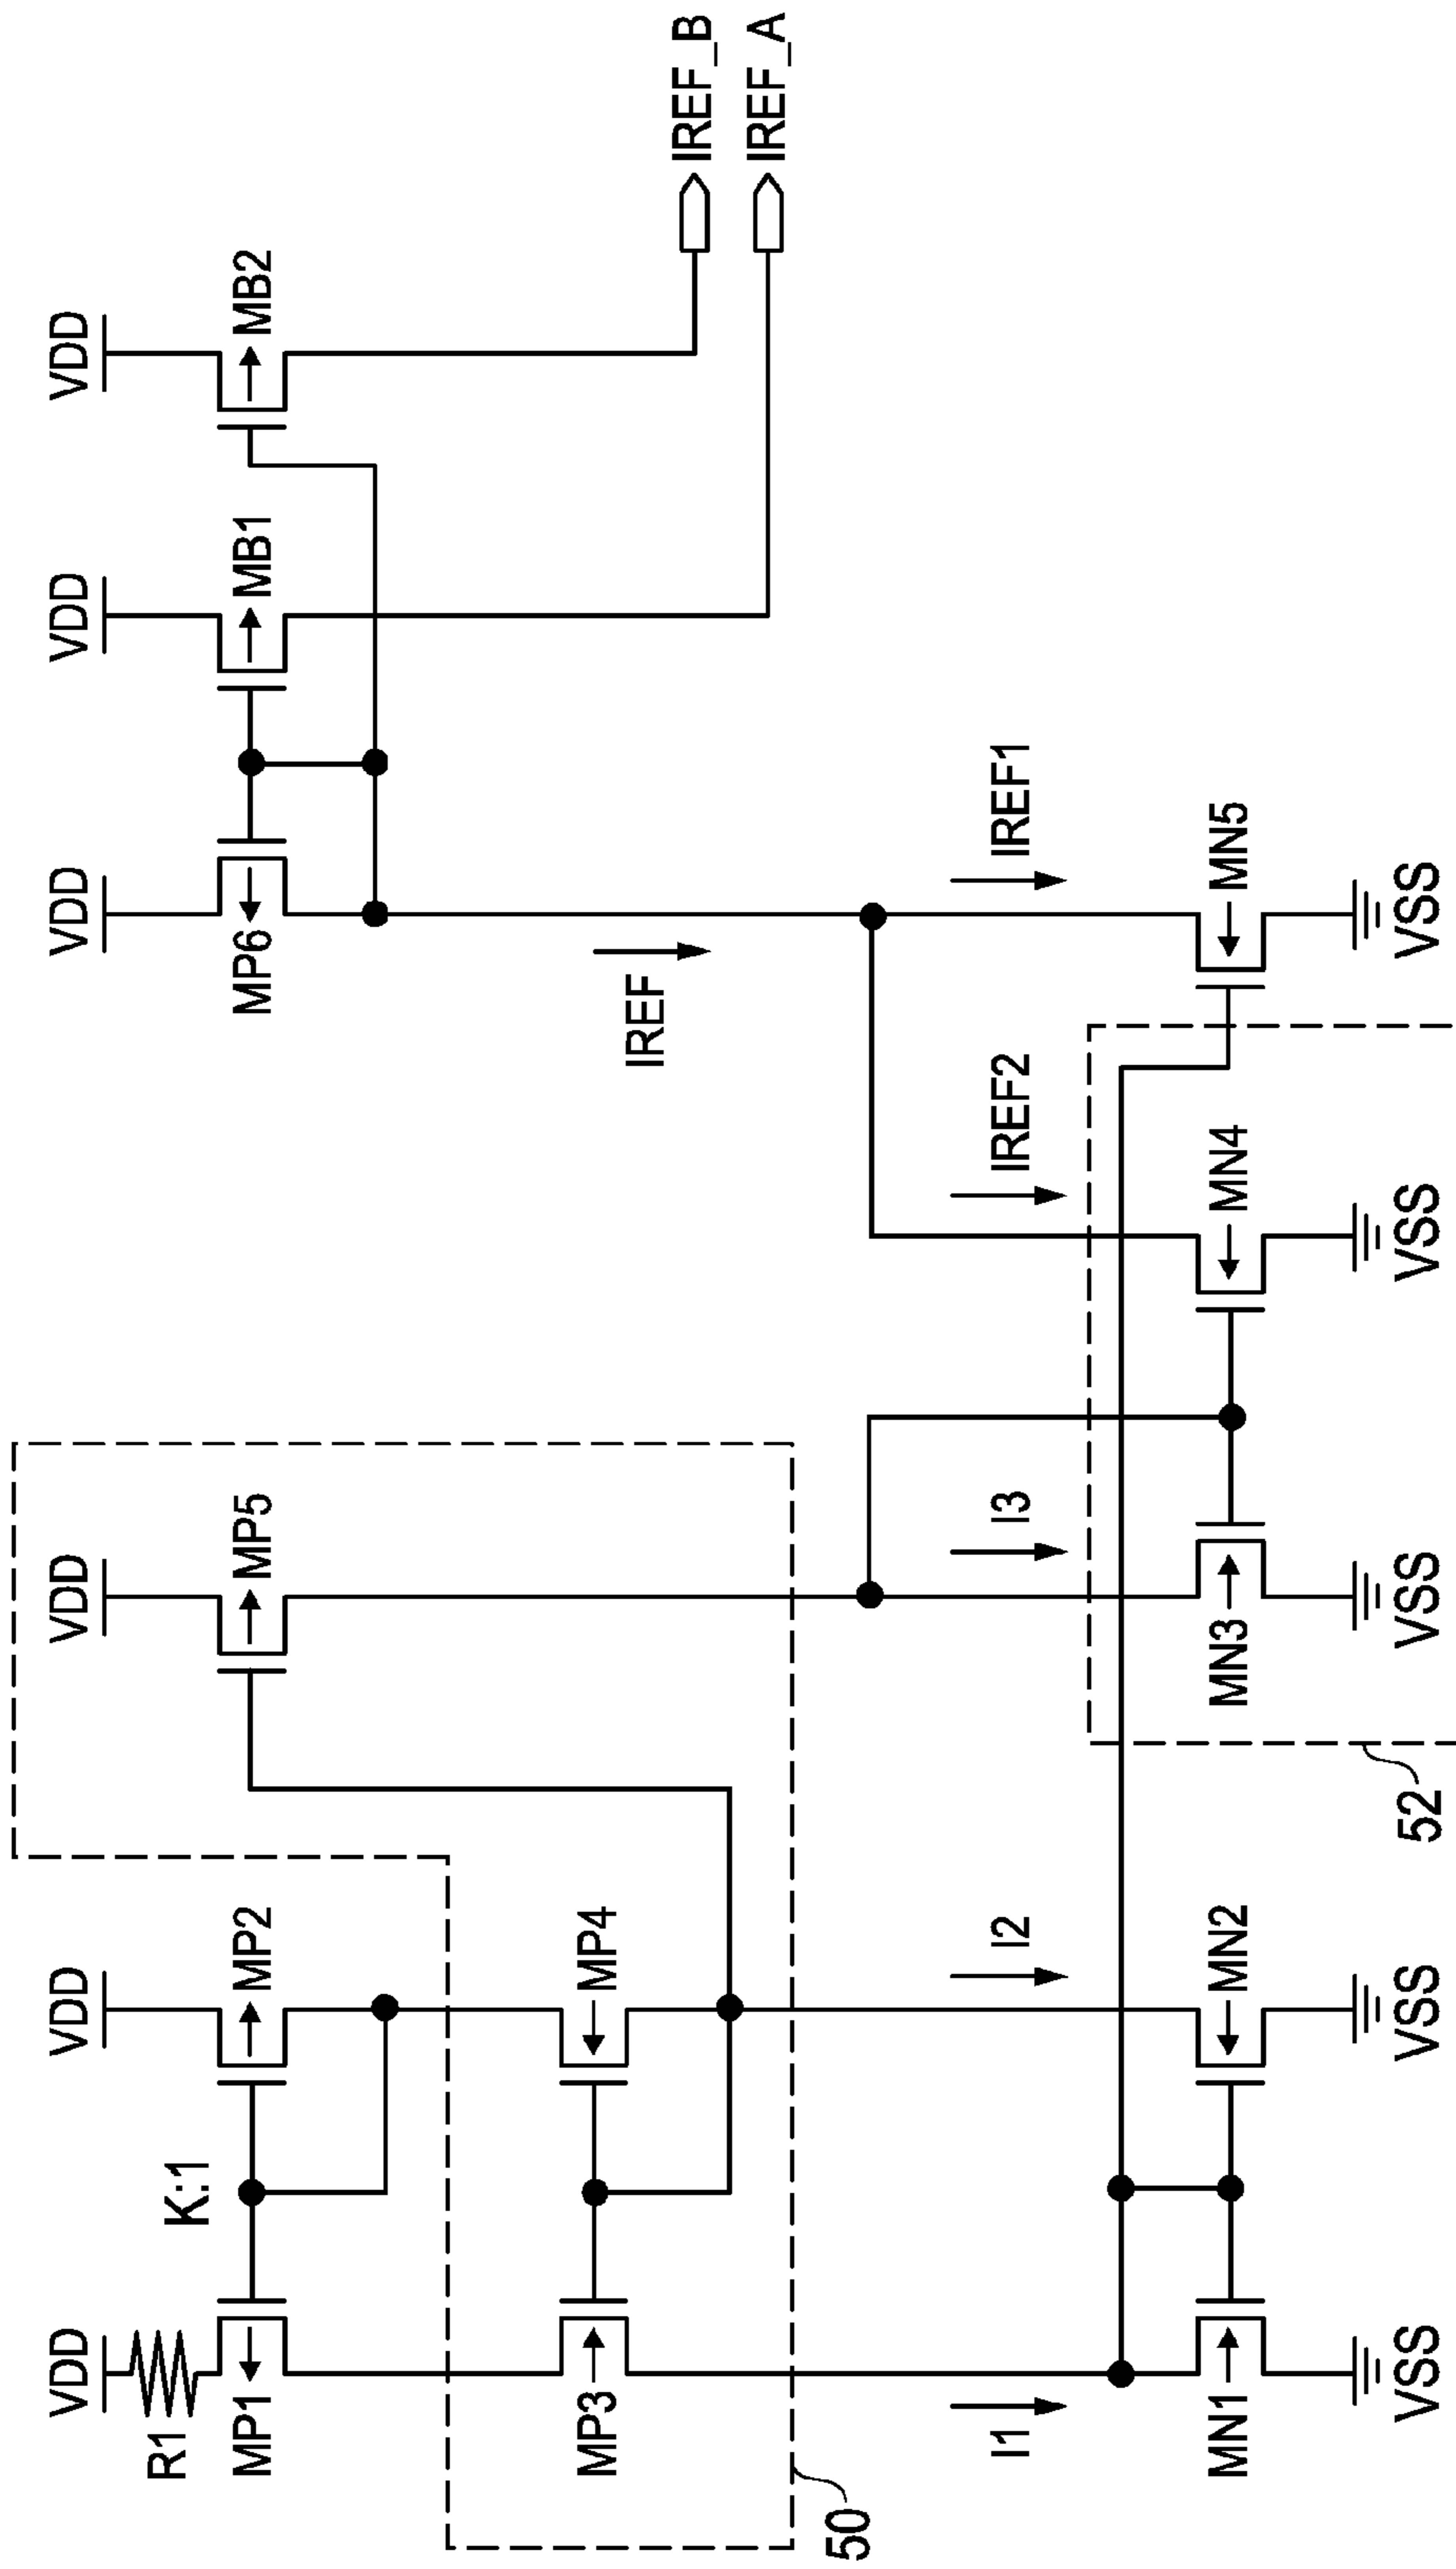 VDD
VDD
VDD
VDD
VDD
VDD
R1
K:1
MP1
MP2
MP5
MP6
MB1
MB2
MP3
MP4
50
IREF
IREF_B
IREF_A
I1
I2
I3
IREF2
IREF1
MN1
MN2
MN3
MN4
MN5
52
VSS
VSS
VSS
VSS
VSS